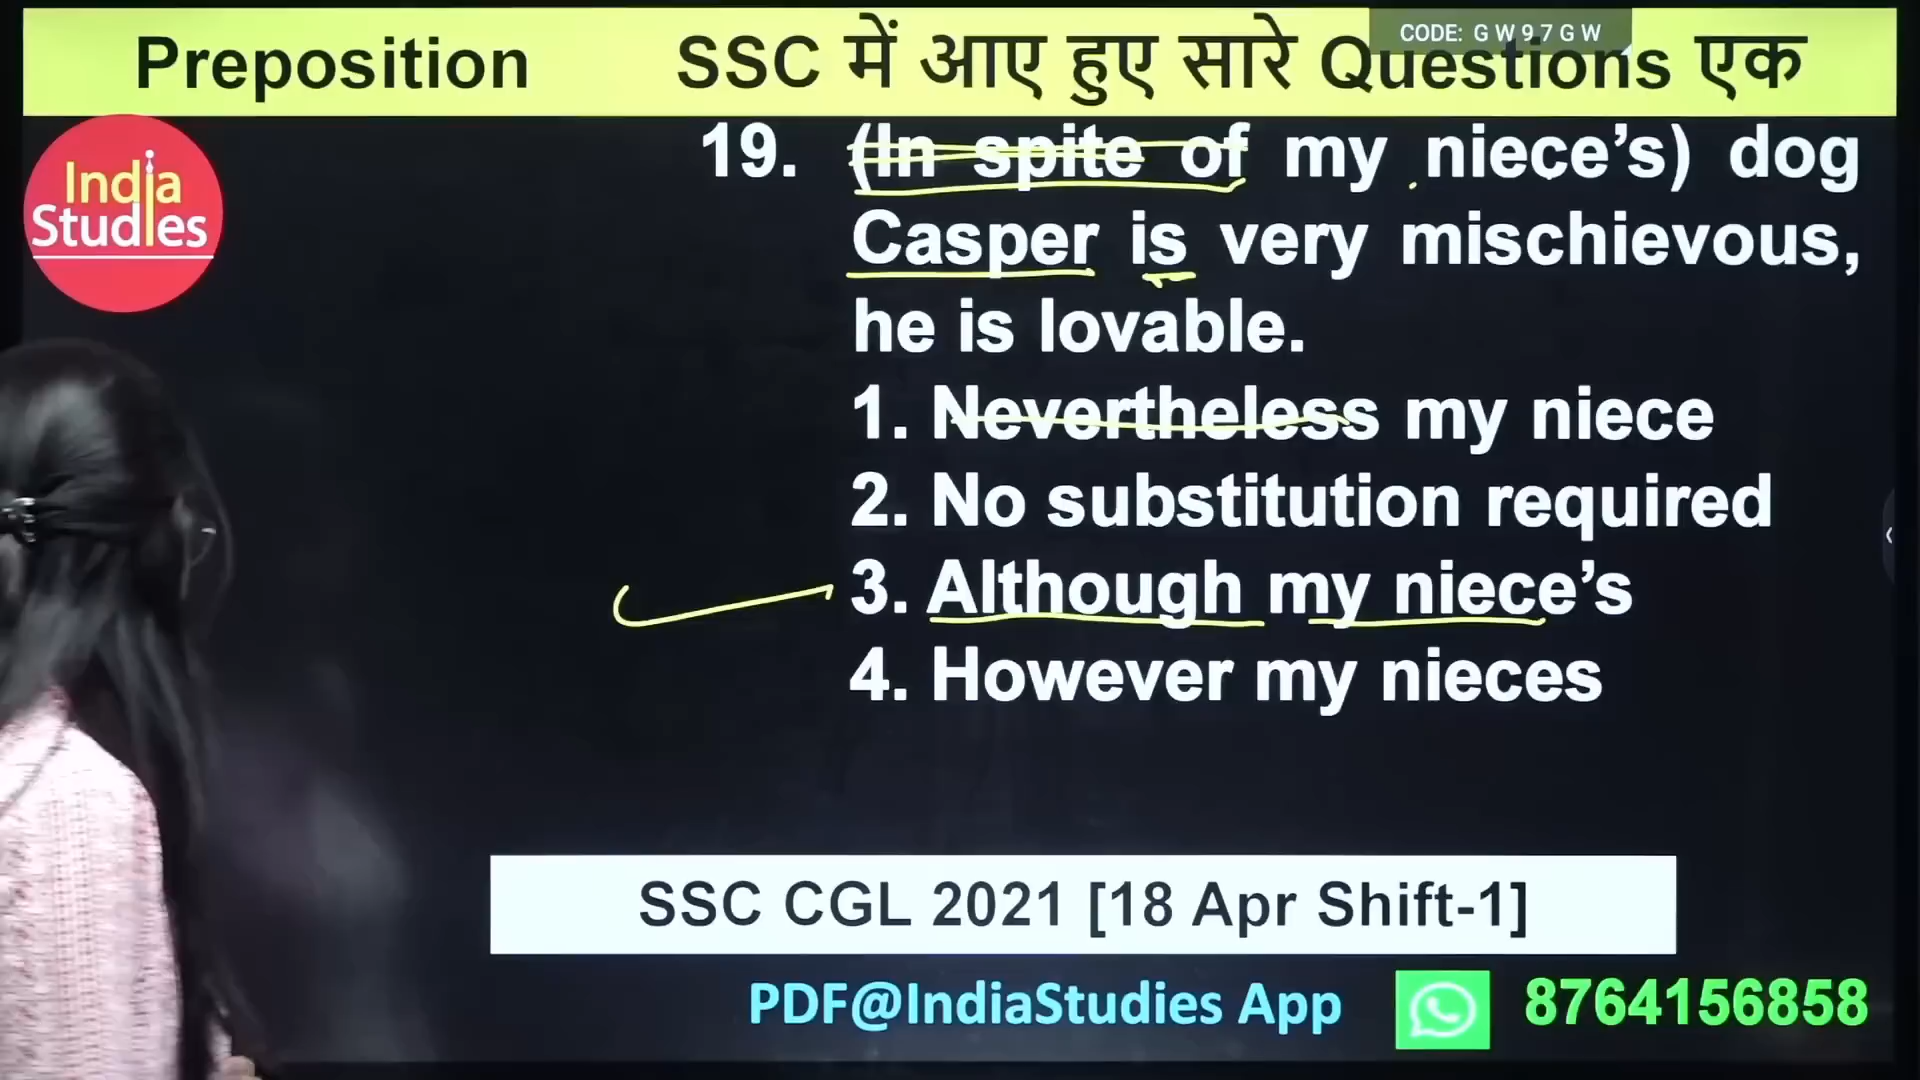 Preposition SSC में आए हुए सारे Questions एक
CODE: GW97GW
India
Studies
19. (In spite of my niece's) dog
Casper is very mischievous,
he is lovable.
1. Nevertheless my niece
2. No substitution required
3. Although my niece's
4. However my nieces
SSC CGL 2021 [18 Apr Shift-1]
PDF@IndiaStudies App 8764156858